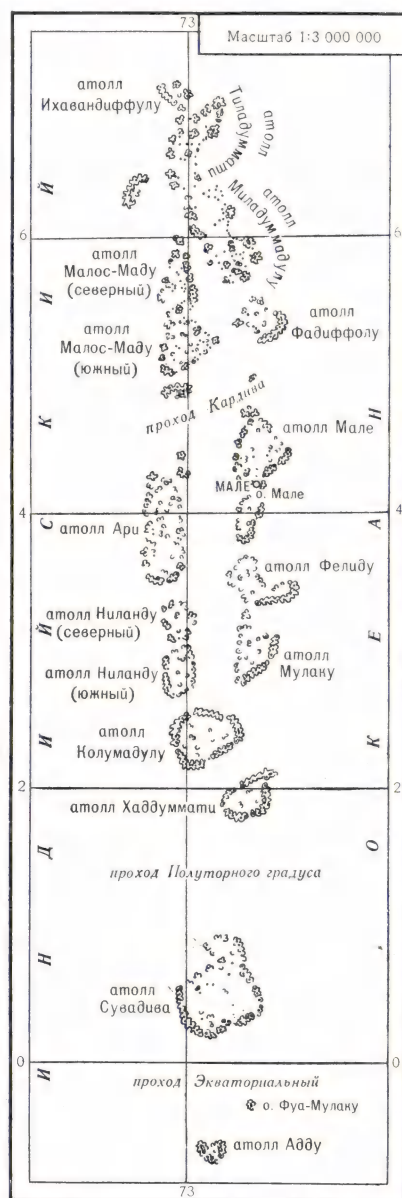 73
Масштаб 1:3 000 000
атолл
Ихавандиффулу
атолл
Тиладуммати
атолл
Миладуммадулу
6
6
атолл
Малос-Маду
(северный)
атолл
Фадиффолу
атолл
Малос-Маду
(южный)
проход Кардива
атолл Мале
МАЛЕ
о. Мале
4
4
атолл Ари
атолл Фелиду
атолл Ниланду
(северный)
атолл
Мулаку
атолл Ниланду
(южный)
атолл
Колумадулу
2
2
атолл Хаддуммати
проход Полуторного градуса
атолл
Сувадива
0
0
проход Экваториальный
о. Фуа-Мулаку
атолл Адду
73
ИНДИЙСКИЙ
ОКЕАН